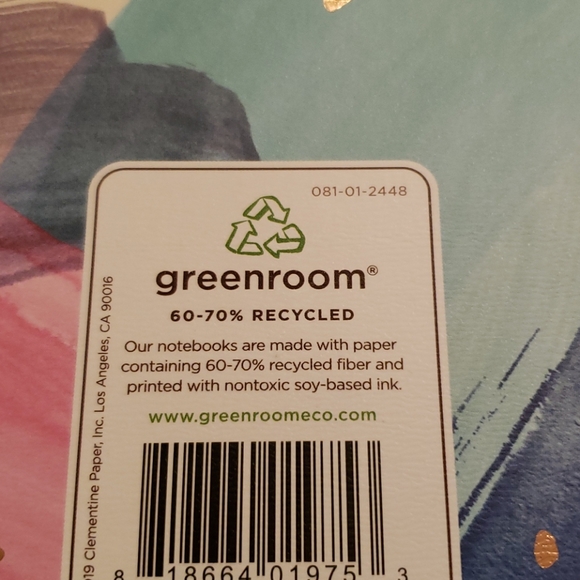 081-01-2448
greenroom®
60-70% RECYCLED
Our notebooks are made with paper
containing 60-70% recycled fiber and
printed with nontoxic soy-based ink.
www.greenroomeco.com
8 18664 01975 3
19 Clementine Paper, Inc. Los Angeles, CA 90016